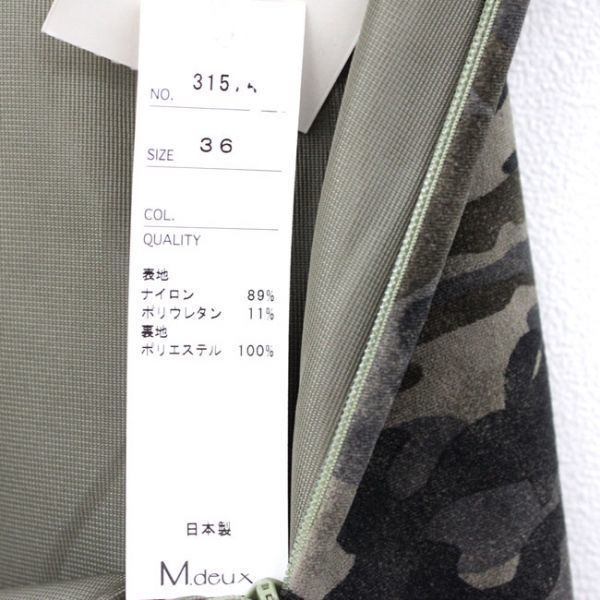 NO. 315
SIZE 36
COL.
QUALITY
表地
ナイロン 89%
ポリウレタン 11%
裏地
ポリエステル 100%
日本製
M.deux